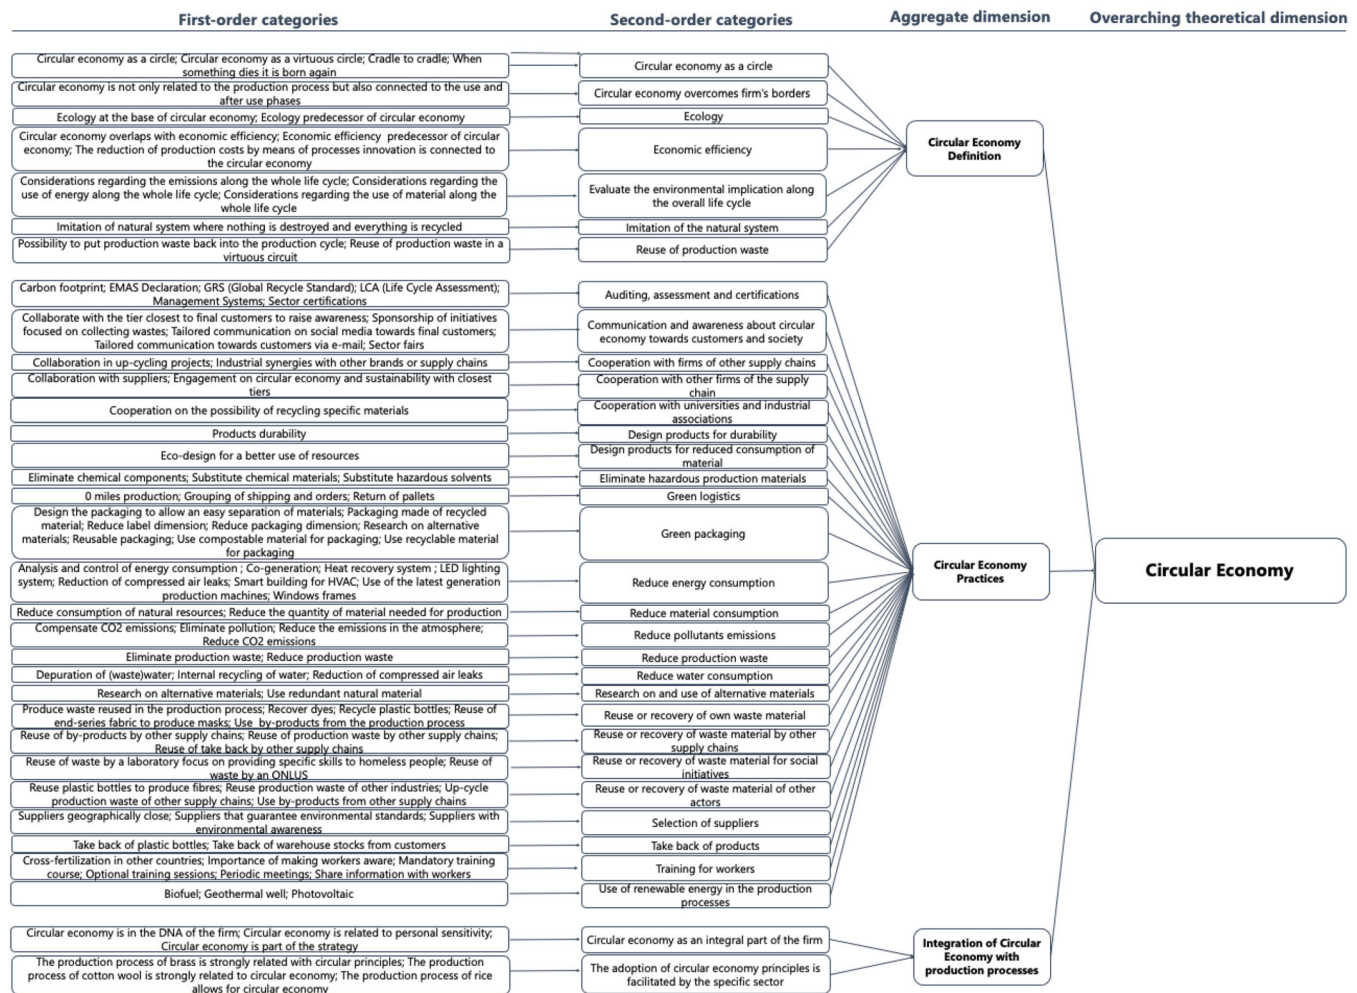 First-order categories
Second-order categories
Aggregate dimension
Overarching theoretical dimension
Circular economy as a circle; Circular economy as a virtuous circle; Cradle to cradle; When
something dies it is born again
Circular economy as a circle
Circular economy is not only related to the production process but also connected to the use and
after use phases
Circular economy overcomes firm's borders
Ecology at the base of circular economy; Ecology predecessor of circular economy
Ecology
Circular economy overlaps with economic efficiency; Economic efficiency predecessor of circular
economy; The reduction of production costs by means of processes innovation is connected to
the circular economy
Economic efficiency
Considerations regarding the emissions along the whole life cycle; Considerations regarding the
use of energy along the whole life cycle; Considerations regarding the use of material along the
whole life cycle
Evaluate the environmental implication along
the overall life cycle
Imitation of natural system where nothing is destroyed and everything is recycled
Imitation of the natural system
Possibility to put production waste back into the production cycle; Reuse of production waste in a
virtuous circuit
Reuse of production waste
Circular Economy
Definition
Carbon footprint; EMAS Declaration; GRS (Global Recycle Standard); LCA (Life Cycle Assessment);
Management Systems; Sector certifications
Auditing, assessment and certifications
Collaborate with the tier closest to final customers to raise awareness; Sponsorship of initiatives
focused on collecting wastes; Tailored communication on social media towards final customers;
Tailored communication towards customers via e-mail; Sector fairs
Communication and awareness about circular
economy towards customers and society
Collaboration in up-cycling projects; Industrial synergies with other brands or supply chains
Cooperation with firms of other supply chains
Collaboration with suppliers; Engagement on circular economy and sustainability with closest
tiers
Cooperation with other firms of the supply
chain
Cooperation on the possibility of recycling specific materials
Cooperation with universities and industrial
associations
Products durability
Design products for durability
Eco-design for a better use of resources
Design products for reduced consumption of
material
Eliminate chemical components; Substitute chemical materials; Substitute hazardous solvents
Eliminate hazardous production materials
0 miles production; Grouping of shipping and orders; Return of pallets
Green logistics
Design the packaging to allow an easy separation of materials; Packaging made of recycled
material; Reduce label dimension; Reduce packaging dimension; Research on alternative
materials; Reusable packaging; Use compostable material for packaging; Use recyclable material
for packaging
Green packaging
Analysis and control of energy consumption ; Co-generation; Heat recovery system ; LED lighting
system; Reduction of compressed air leaks; Smart building for HVAC; Use of the latest generation
production machines; Windows frames
Reduce energy consumption
Reduce consumption of natural resources; Reduce the quantity of material needed for production
Reduce material consumption
Compensate CO2 emissions; Eliminate pollution; Reduce the emissions in the atmosphere;
Reduce CO2 emissions
Reduce pollutants emissions
Eliminate production waste; Reduce production waste
Reduce production waste
Depuration of (waste)water; Internal recycling of water; Reduction of compressed air leaks
Reduce water consumption
Research on alternative materials; Use redundant natural material
Research on and use of alternative materials
Produce waste reused in the production process; Recover dyes; Recycle plastic bottles; Reuse of
end-series fabric to produce masks; Use by-products from the production process
Reuse or recovery of own waste material
Reuse of by-products by other supply chains; Reuse of production waste by other supply chains;
Reuse of take back by other supply chains
Reuse or recovery of waste material by other
supply chains
Reuse of waste by a laboratory focus on providing specific skills to homeless people; Reuse of
waste by an ONLUS
Reuse or recovery of waste material for social
initiatives
Reuse plastic bottles to produce fibres; Reuse production waste of other industries; Up-cycle
production waste of other supply chains; Use by-products from other supply chains
Reuse or recovery of waste material of other
actors
Suppliers geographically close; Suppliers that guarantee environmental standards; Suppliers with
environmental awareness
Selection of suppliers
Take back of plastic bottles; Take back of warehouse stocks from customers
Take back of products
Cross-fertilization in other countries; Importance of making workers aware; Mandatory training
course; Optional training sessions; Periodic meetings; Share information with workers
Training for workers
Biofuel; Geothermal well; Photovoltaic
Use of renewable energy in the production
processes
Circular Economy
Practices
Circular Economy
Circular economy is in the DNA of the firm; Circular economy is related to personal sensitivity;
Circular economy is part of the strategy
Circular economy as an integral part of the firm
The production process of brass is strongly related with circular principles; The production
process of cotton wool is strongly related to circular economy; The production process of rice
allows for circular economy
The adoption of circular economy principles is
facilitated by the specific sector
Integration of Circular
Economy with
production processes